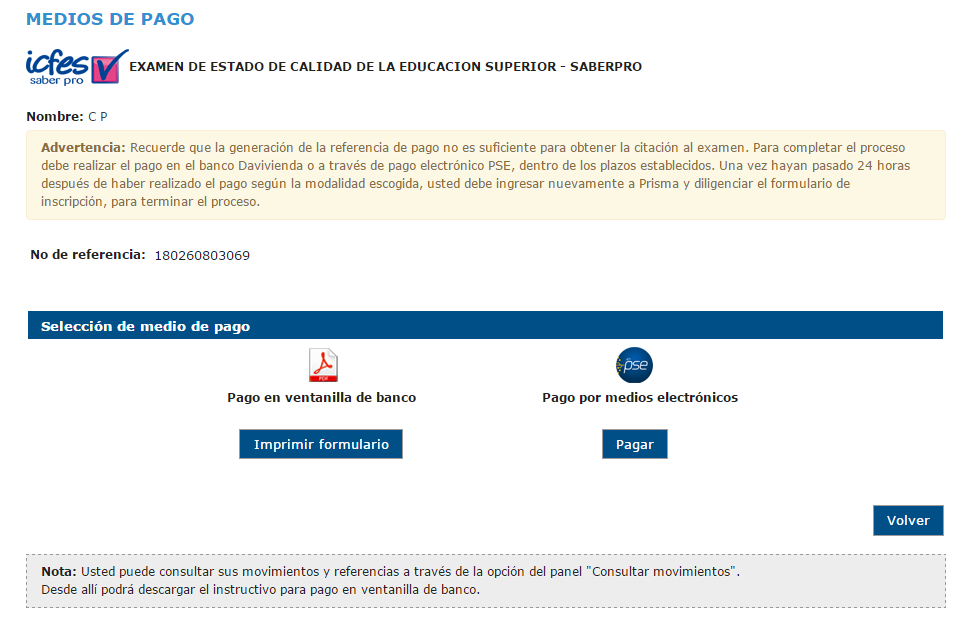 MEDIOS DE PAGO
icfes
saber pro
EXAMEN DE ESTADO DE CALIDAD DE LA EDUCACION SUPERIOR - SABERPRO
Nombre: C P
Advertencia: Recuerde que la generación de la referencia de pago no es suficiente para obtener la citación al examen. Para completar el proceso
debe realizar el pago en el banco Davivienda o a través de pago electrónico PSE, dentro de los plazos establecidos. Una vez hayan pasado 24 horas
después de haber realizado el pago según la modalidad escogida, usted debe ingresar nuevamente a Prisma y diligenciar el formulario de
inscripción, para terminar el proceso.
No de referencia: 180260803069
Selección de medio de pago
PDF
pse
Pago en ventanilla de banco
Pago por medios electrónicos
Imprimir formulario
Pagar
Volver
Nota: Usted puede consultar sus movimientos y referencias a través de la opción del panel "Consultar movimientos".
Desde allí podrá descargar el instructivo para pago en ventanilla de banco.